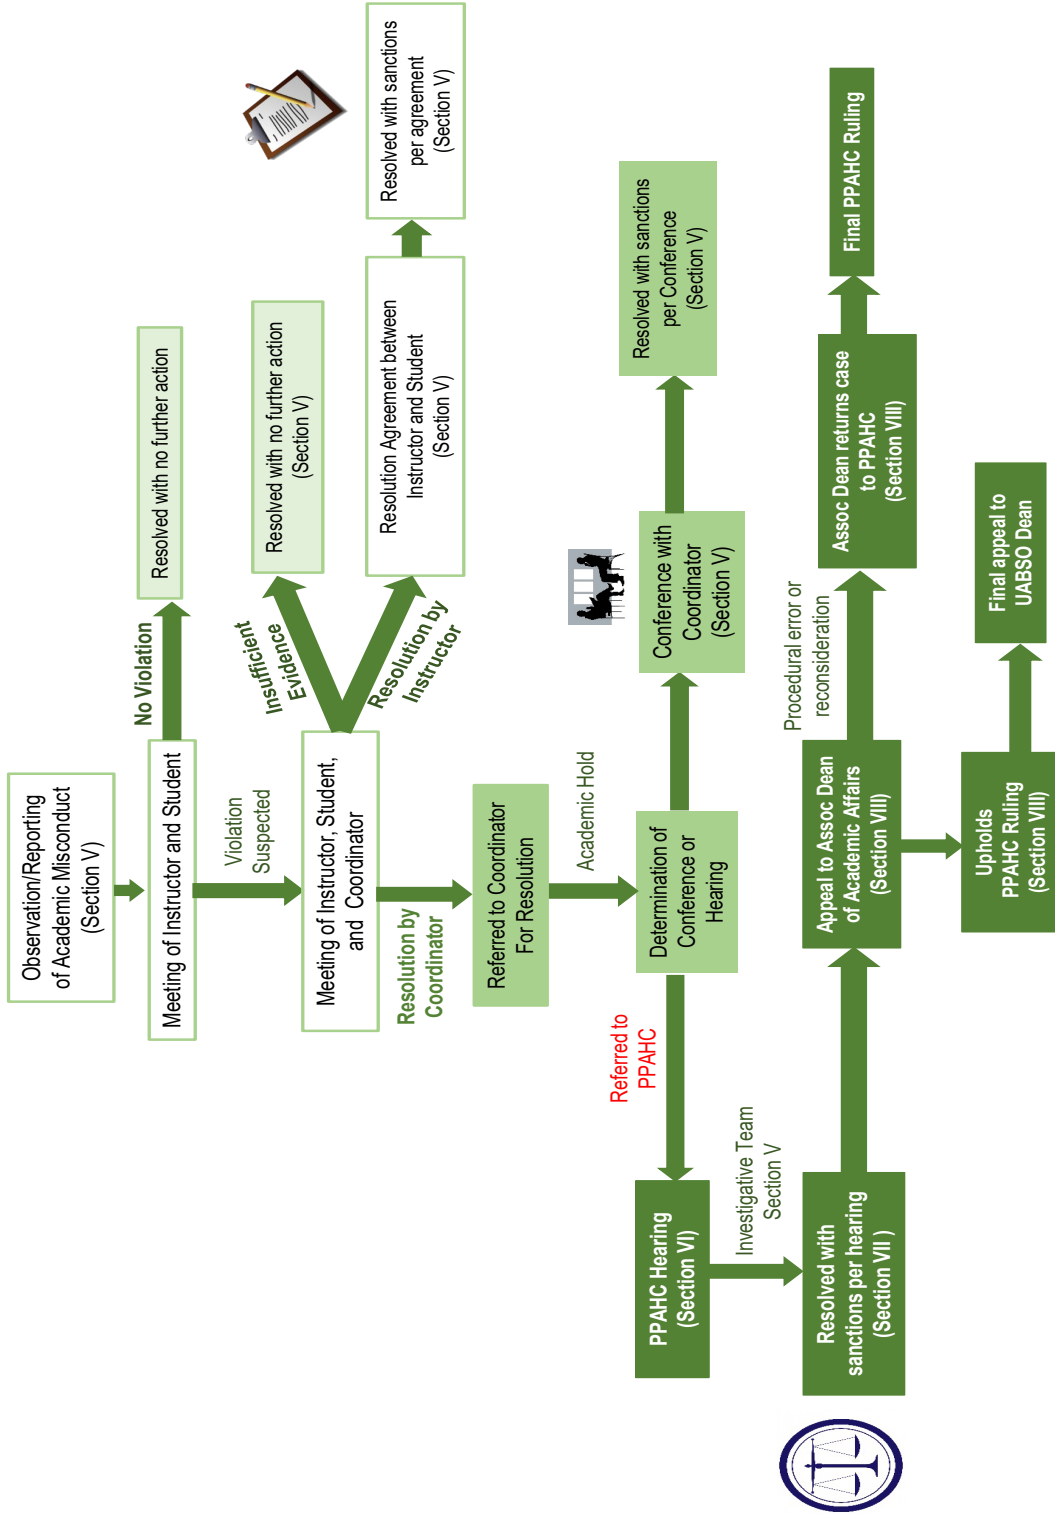 Observation/Reporting
of Academic Misconduct
(Section V)
Meeting of Instructor and Student
No Violation
Resolved with no further action
Violation
Suspected
Meeting of Instructor, Student,
and Coordinator
Insufficient
Evidence
Resolved with no further action
(Section V)
Resolution by
Instructor
Resolution Agreement between
Instructor and Student
(Section V)
Resolved with sanctions
per agreement
(Section V)
Resolution by
Coordinator
Referred to Coordinator
For Resolution
Academic Hold
Determination of
Conference or
Hearing
Conference with
Coordinator
(Section V)
Resolved with sanctions
per Conference
(Section V)
Referred to
PPAHC
PPAHC Hearing
(Section VI)
Investigative Team
Section V
Resolved with
sanctions per hearing
(Section VII )
Appeal to Assoc Dean
of Academic Affairs
(Section VIII)
Procedural error or
reconsideration
Assoc Dean returns case
to PPAHC
(Section VIII)
Final PPAHC Ruling
Upholds
PPAHC Ruling
(Section VIII)
Final appeal to
UABSO Dean